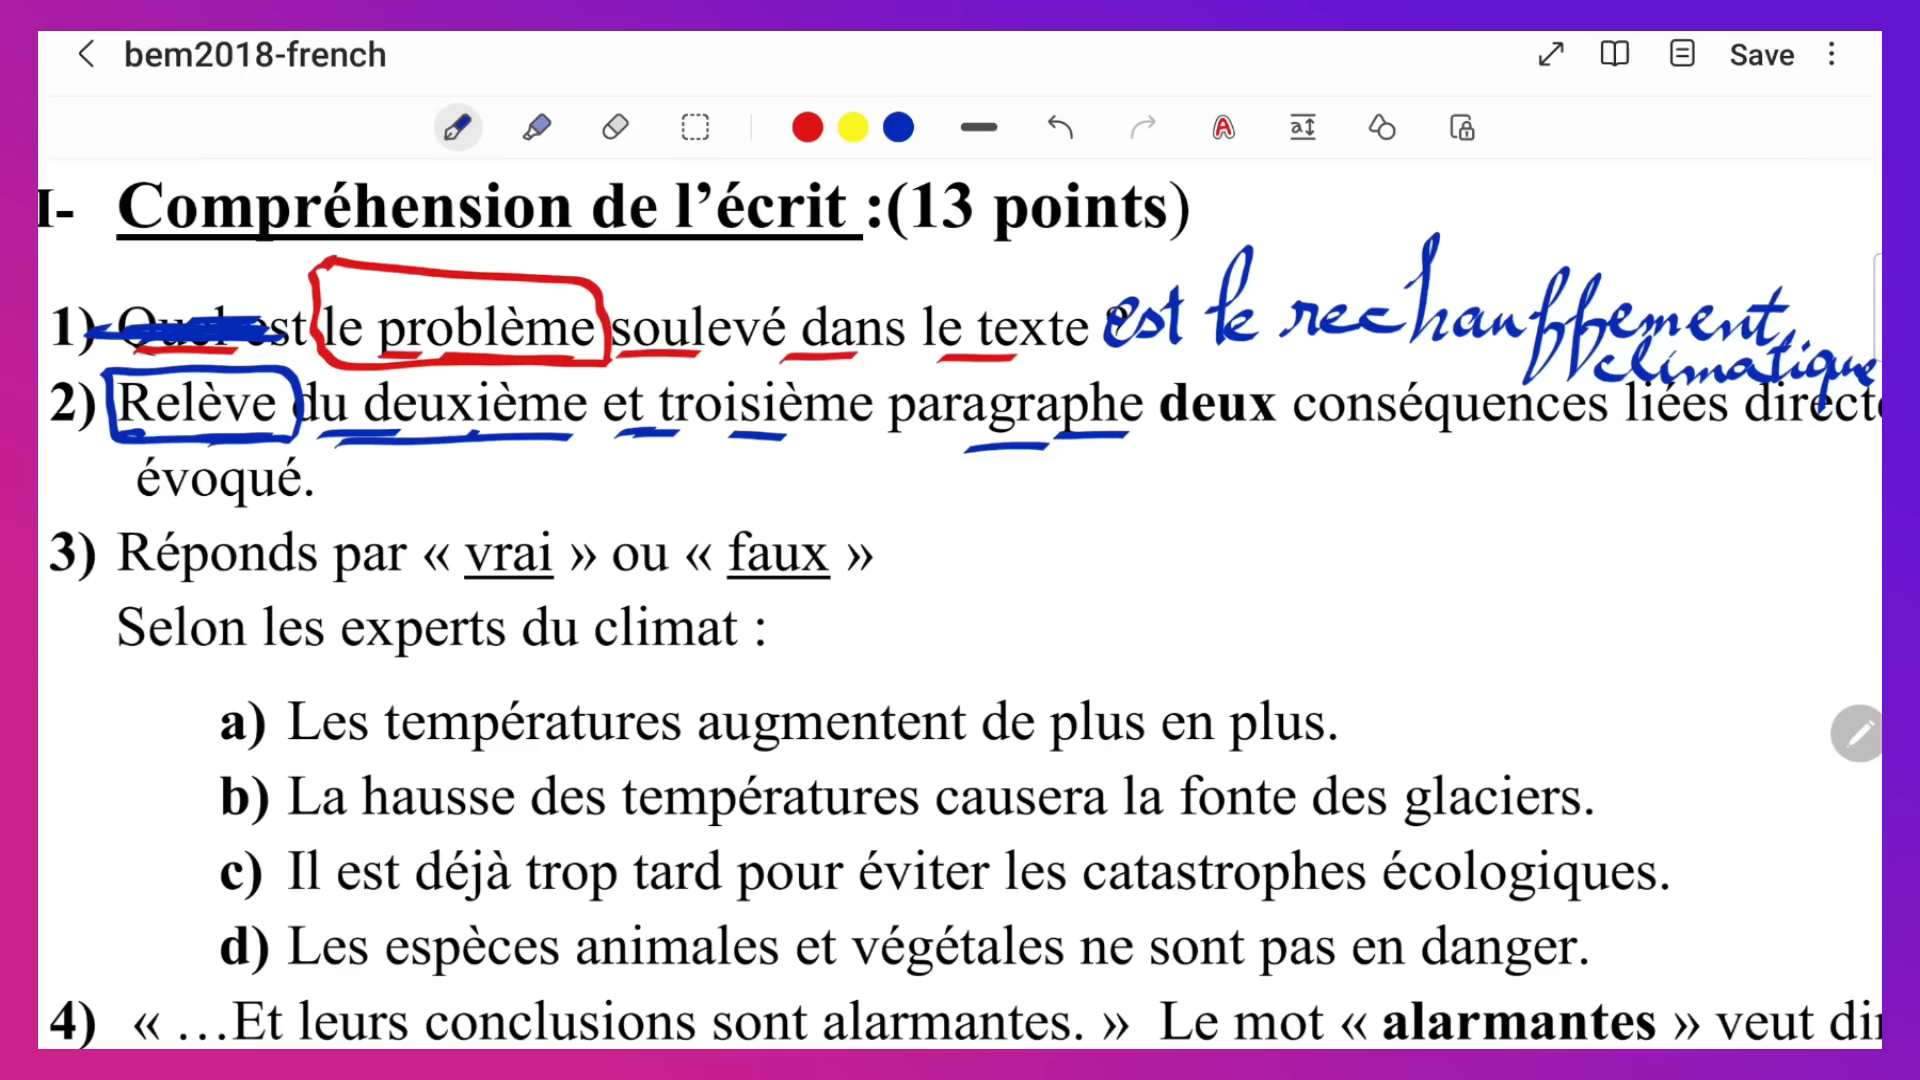 bem2018-french
Save
I- Compréhension de l'écrit :(13 points)
1) Quel est le problème soulevé dans le texte ? est le rechauffement
climatique
2) Relève du deuxième et troisième paragraphe deux conséquences liées
évoqué.
3) Réponds par « vrai » ou « faux »
Selon les experts du climat :
a) Les températures augmentent de plus en plus.
b) La hausse des températures causera la fonte des glaciers.
c) Il est déjà trop tard pour éviter les catastrophes écologiques.
d) Les espèces animales et végétales ne sont pas en danger.
4) « …Et leurs conclusions sont alarmantes. » Le mot « alarmantes » veut